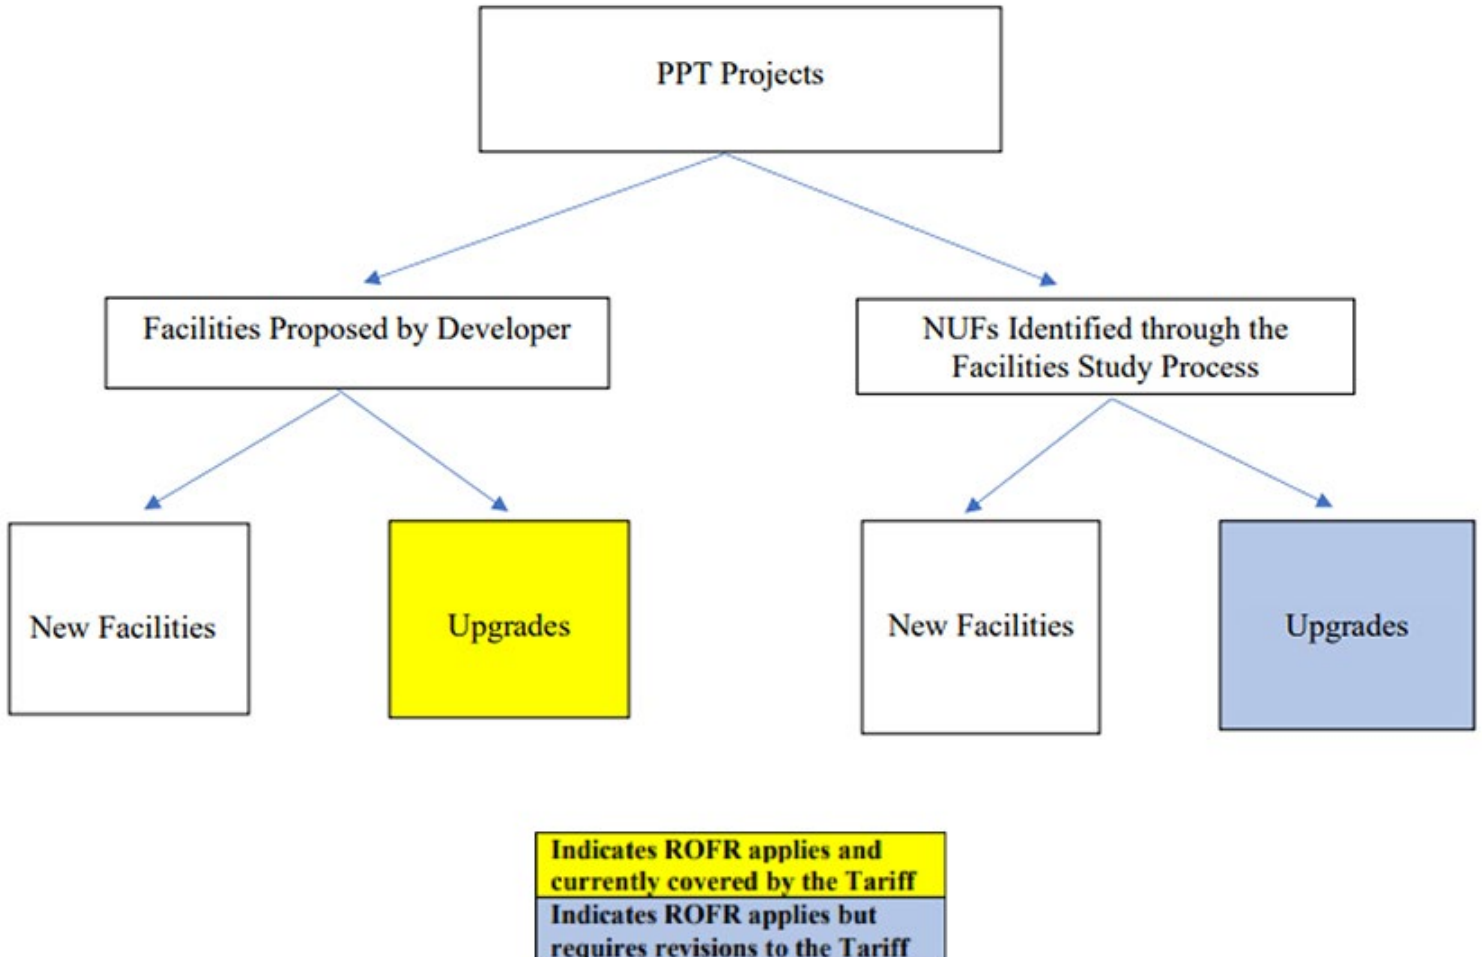 PPT Projects
Facilities Proposed by Developer
NUFs Identified through the
Facilities Study Process
New Facilities
Upgrades
New Facilities
Upgrades
Indicates ROFR applies and
currently covered by the Tariff
Indicates ROFR applies but
requires revisions to the Tariff